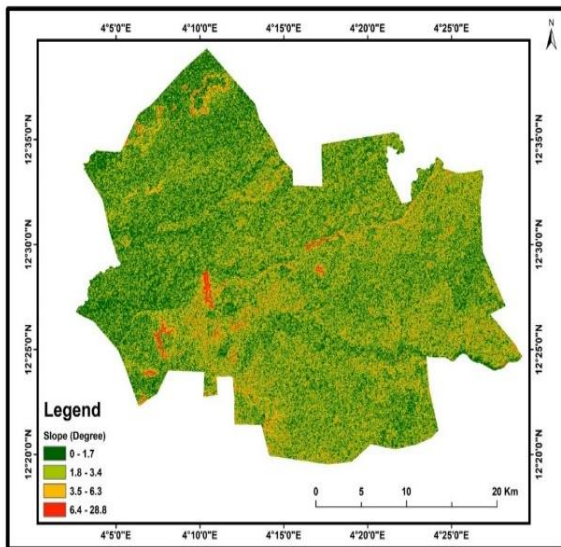 4°5'0"E 4°10'0"E 4°15'0"E 4°20'0"E 4°25'0"E
N
12°35'0"N 12°35'0"N
12°30'0"N 12°30'0"N
12°25'0"N 12°25'0"N
12°20'0"N 12°20'0"N
Legend
Slope (Degree)
0 - 1.7
1.8 - 3.4
3.5 - 6.3
6.4 - 28.8
0 5 10 20 Km
4°5'0"E 4°10'0"E 4°15'0"E 4°20'0"E 4°25'0"E